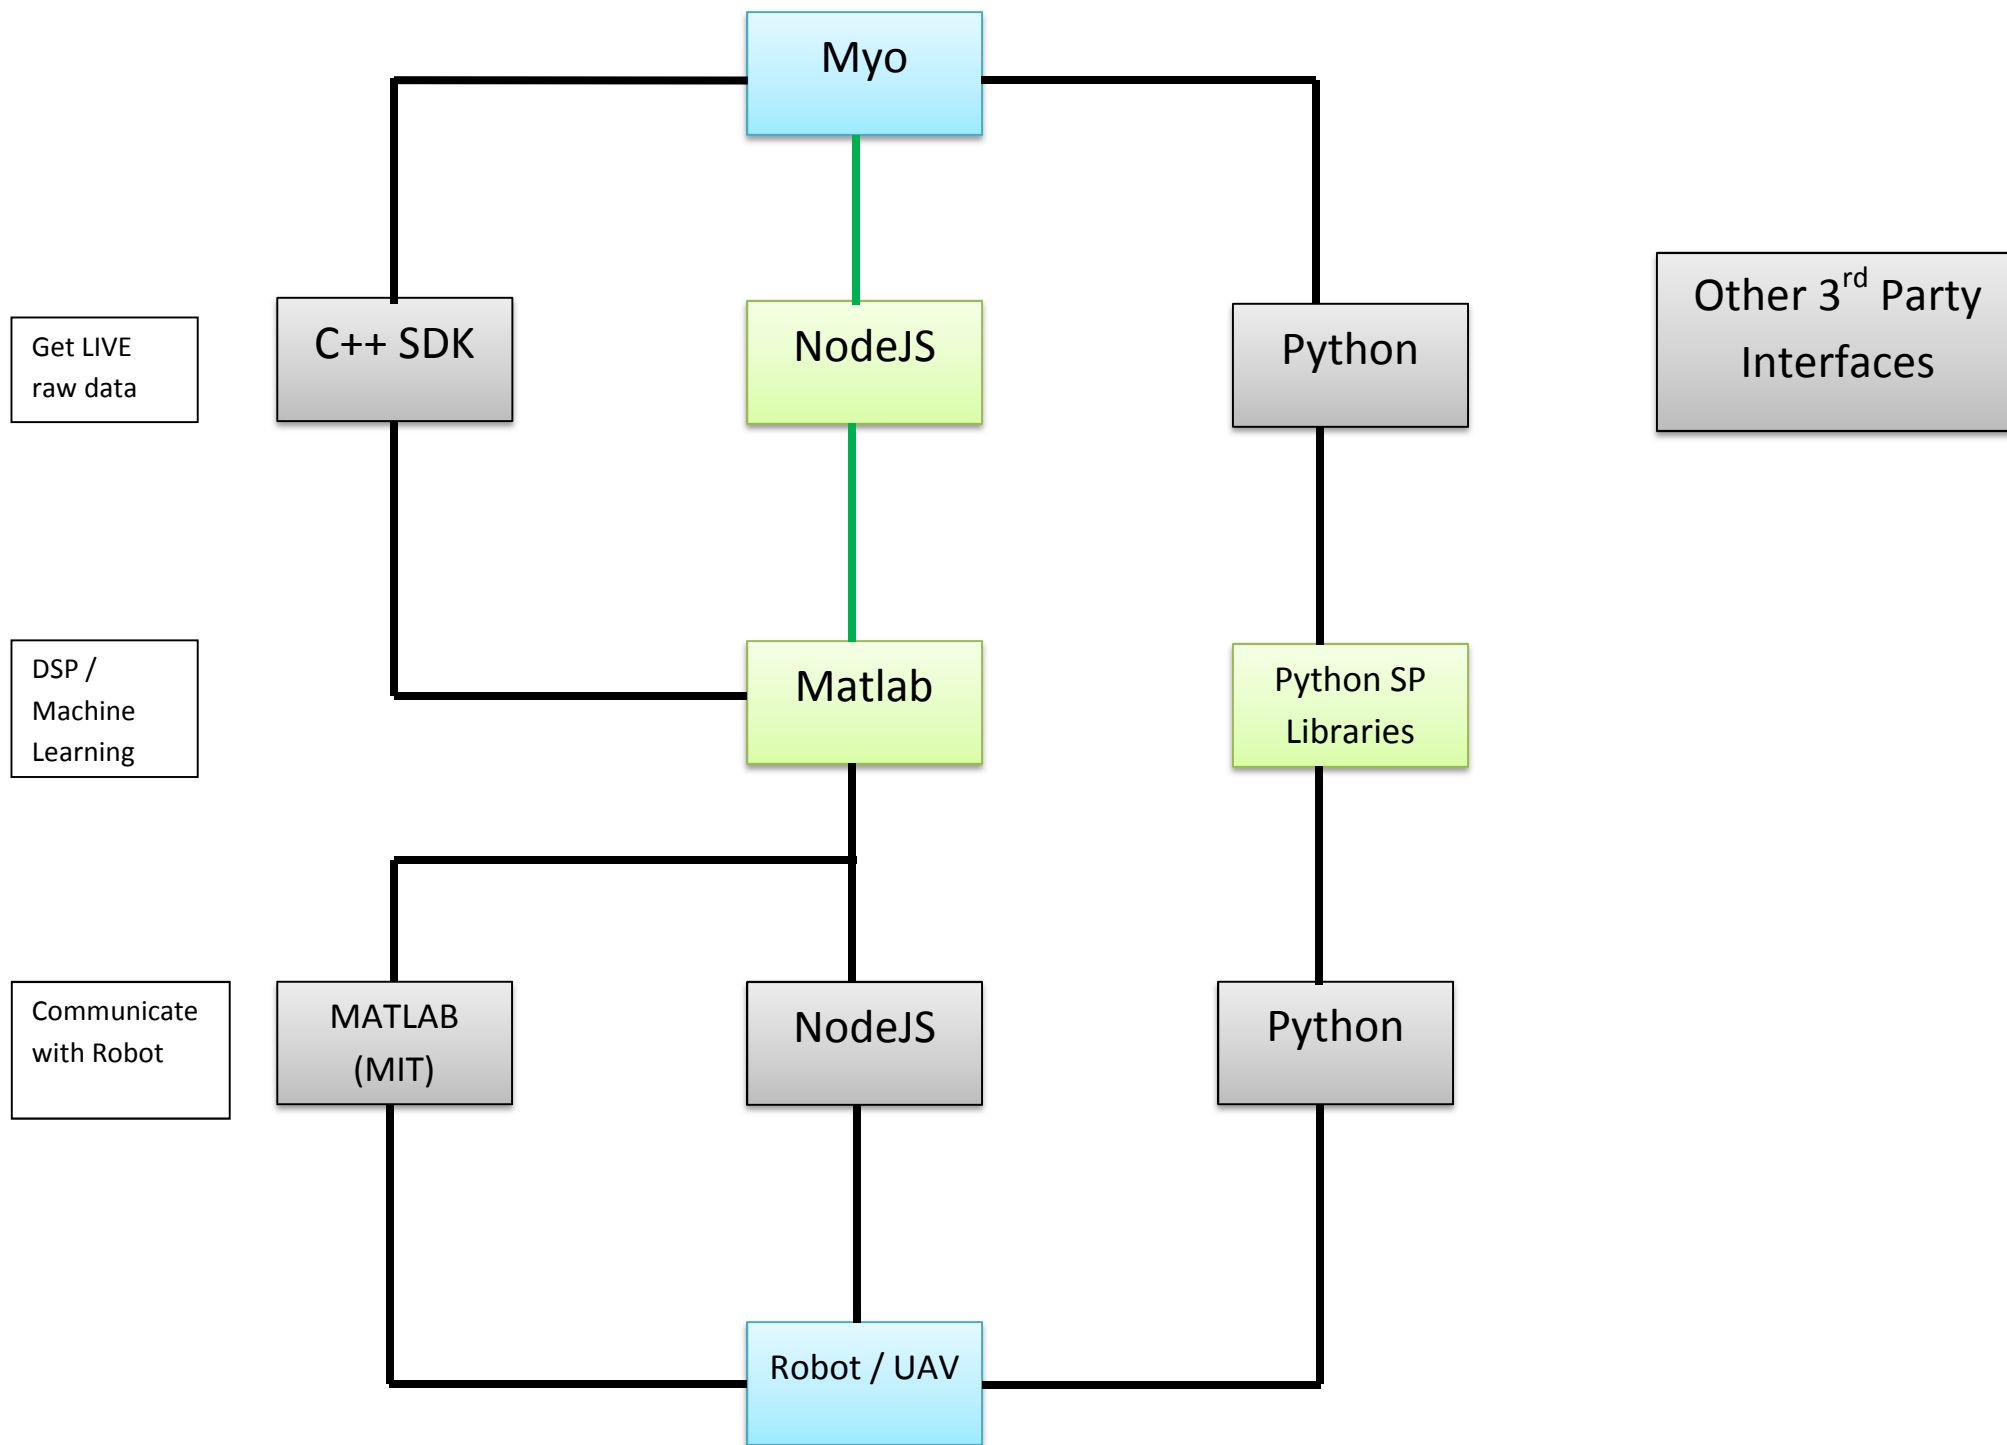 Myo
Get LIVE
raw data
C++ SDK
NodeJS
Python
Other 3rd Party
Interfaces
DSP /
Machine
Learning
Matlab
Python SP
Libraries
Communicate
with Robot
MATLAB
(MIT)
NodeJS
Python
Robot / UAV